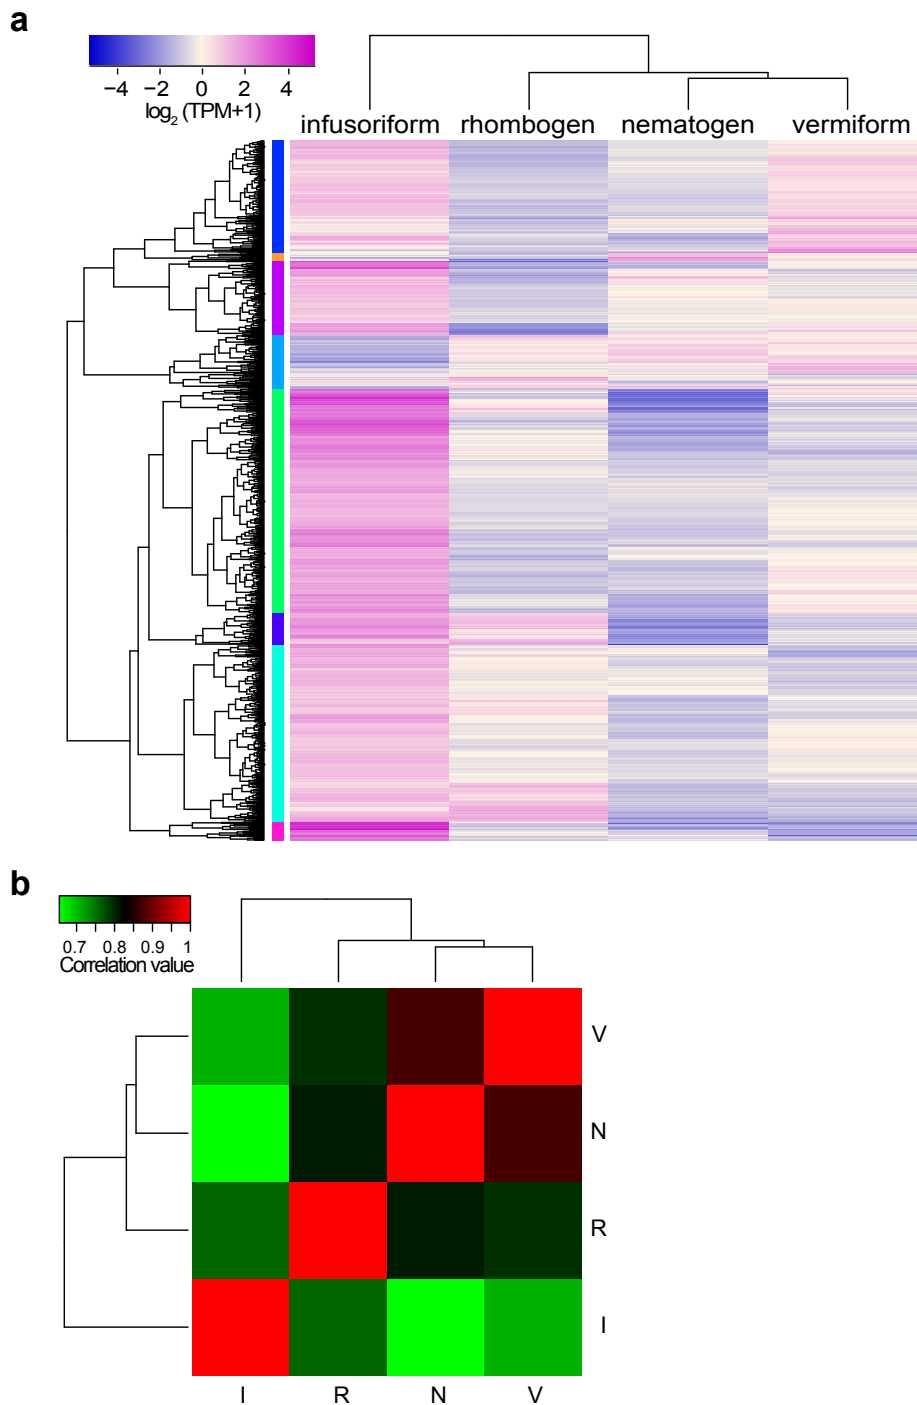 a
−4 −2 0 2 4
log2 (TPM+1)
infusoriform rhombogen nematogen vermiform
b
0.7 0.8 0.9 1
Correlation value
V
N
R
I
I R N V